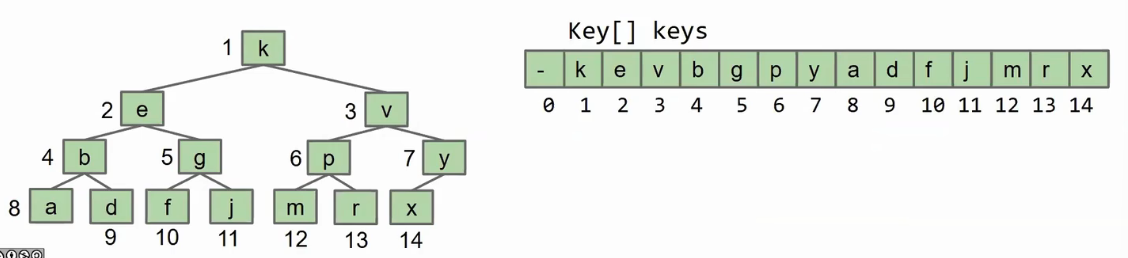 Key[] keys
1 k
- k e v b g p y a d f j m r x
2 e 3 v
0 1 2 3 4 5 6 7 8 9 10 11 12 13 14
4 b 5 g 6 p 7 y
8 a d f j m r x
9 10 11 12 13 14